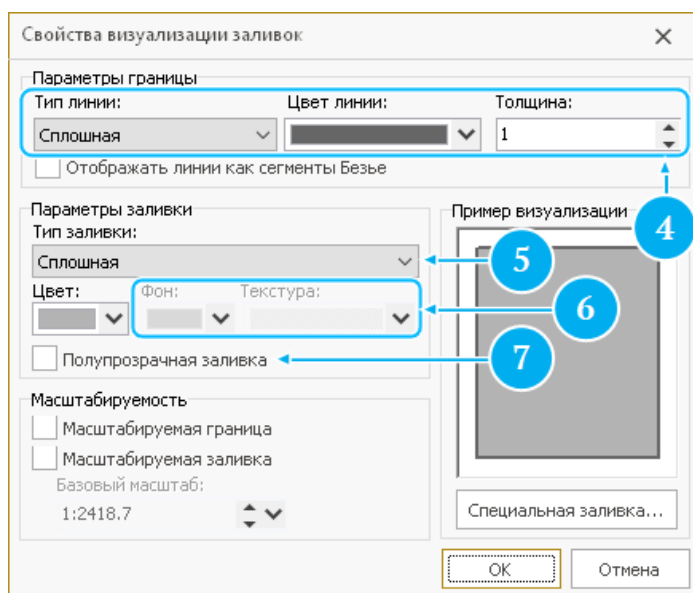 Свойства визуализации заливок
Параметры границы
Тип линии: Цвет линии: Толщина:
Сплошная 1
Отображать линии как сегменты Безье
4
Параметры заливки Пример визуализации
Тип заливки:
Сплошная
5
Цвет: Фон: Текстура:
6
Полупрозрачная заливка
7
Масштабируемость
Масштабируемая граница
Масштабируемая заливка
Базовый масштаб:
1:2418.7
Специальная заливка...
OK Отмена